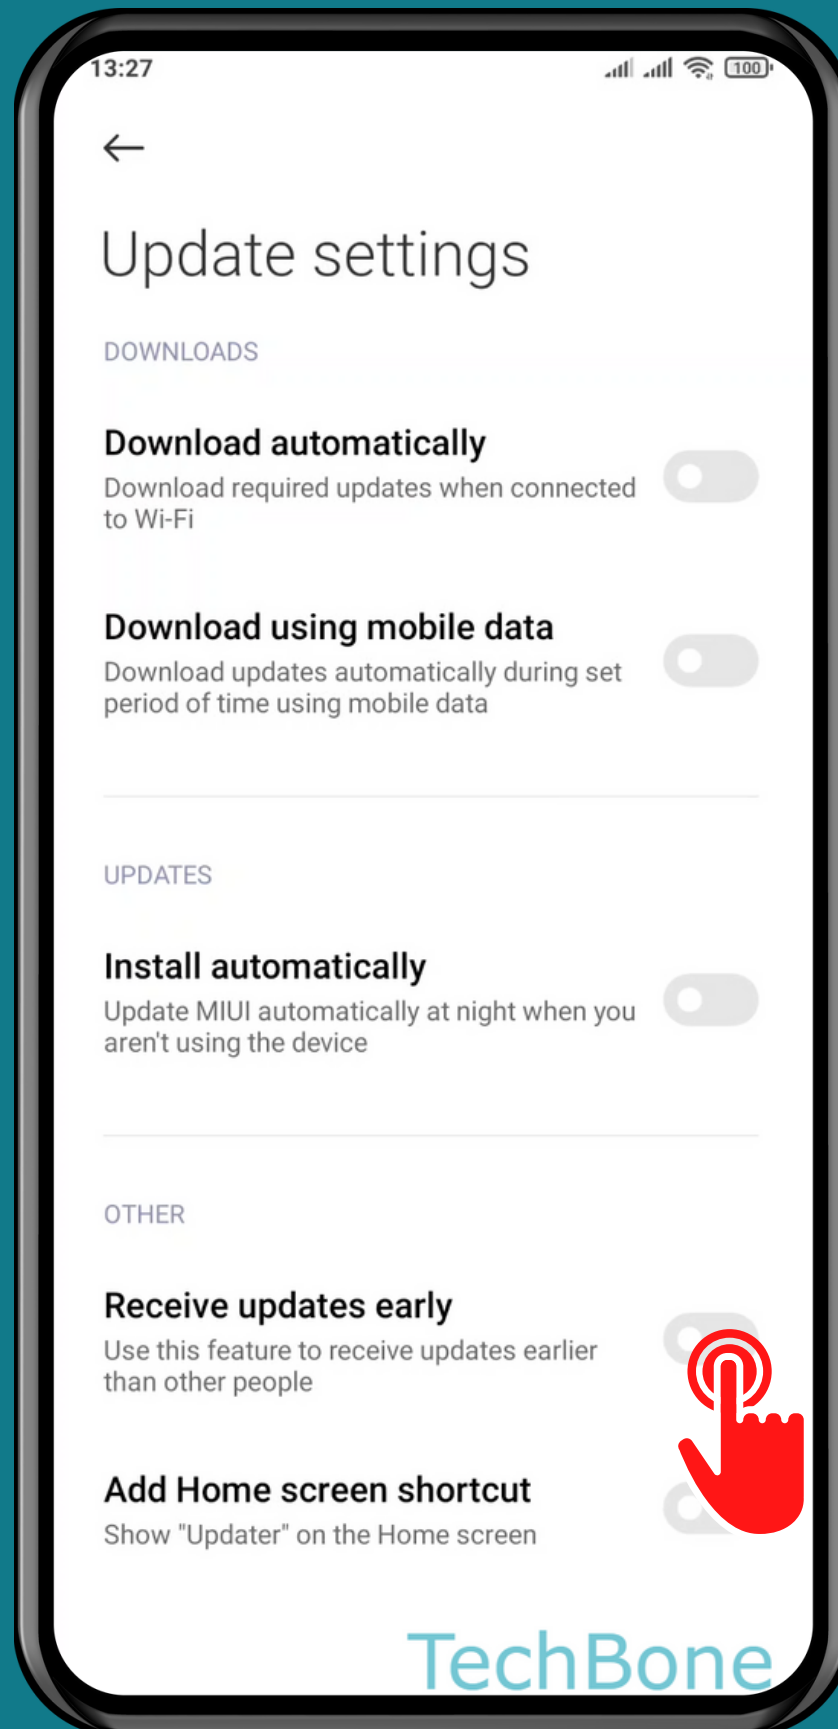 13:27
100
Update settings
DOWNLOADS
Download automatically
Download required updates when connected
to Wi-Fi
Download using mobile data
Download updates automatically during set
period of time using mobile data
UPDATES
Install automatically
Update MIUI automatically at night when you
aren't using the device
OTHER
Receive updates early
Use this feature to receive updates earlier
than other people
Add Home screen shortcut
Show "Updater" on the Home screen
TechBone